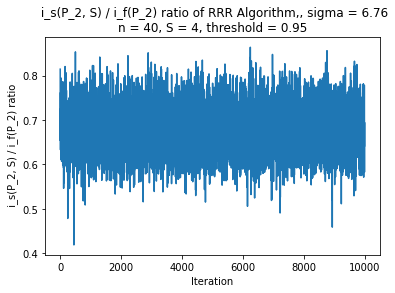 i_s(P_2, S) / i_f(P_2) ratio of RRR Algorithm,, sigma = 6.76
n = 40, S = 4, threshold = 0.95
i_s(P_2, S) / i_f(P_2) ratio
0.8
0.7
0.6
0.5
0.4
0 2000 4000 6000 8000 10000
Iteration